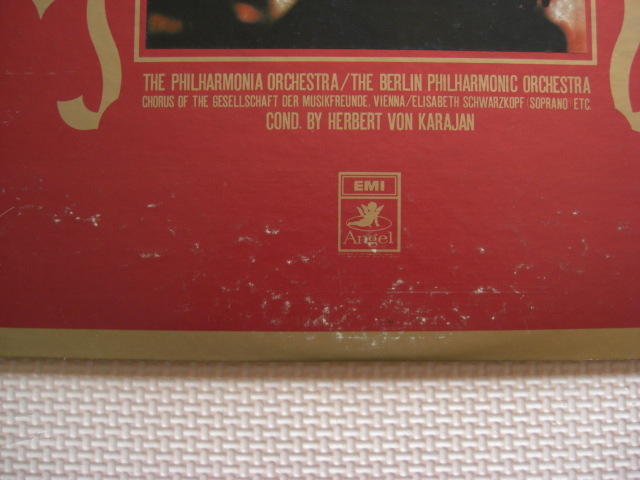 THE PHILHARMONIA ORCHESTRA/THE BERLIN PHILHARMONIC ORCHESTRA
CHORUS OF THE GESELLSCHAFT DER MUSIKFREUNDE, VIENNA/ELISABETH SCHWARZKOPF (SOPRANO) ETC.
COND. BY HERBERT VON KARAJAN
EMI
Angel